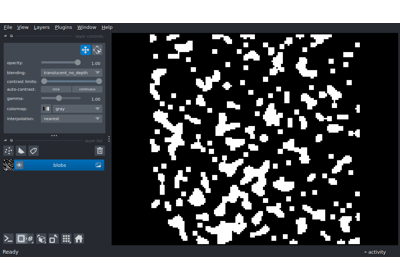 File View Layers Plugins Window Help
opacity: 1.00
blending: translucent_no_depth
contrast limits:
auto-contrast: once continuous
gamma: 1.00
colormap: gray
interpolation: nearest
blobs
Ready activity